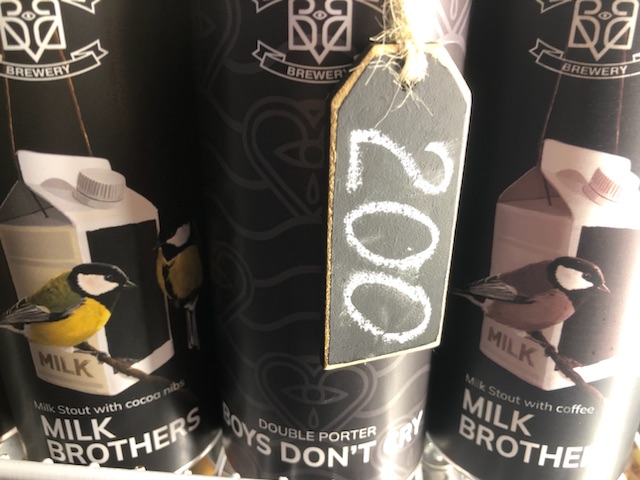 BREWERY
MILK
Milk Stout with cocoa nibs
MILK
BROTHERS
BREWERY
DOUBLE PORTER
BOYS DON'T CRY
200
BREWERY
MILK
Milk Stout with coffee
MILK
BROTHE